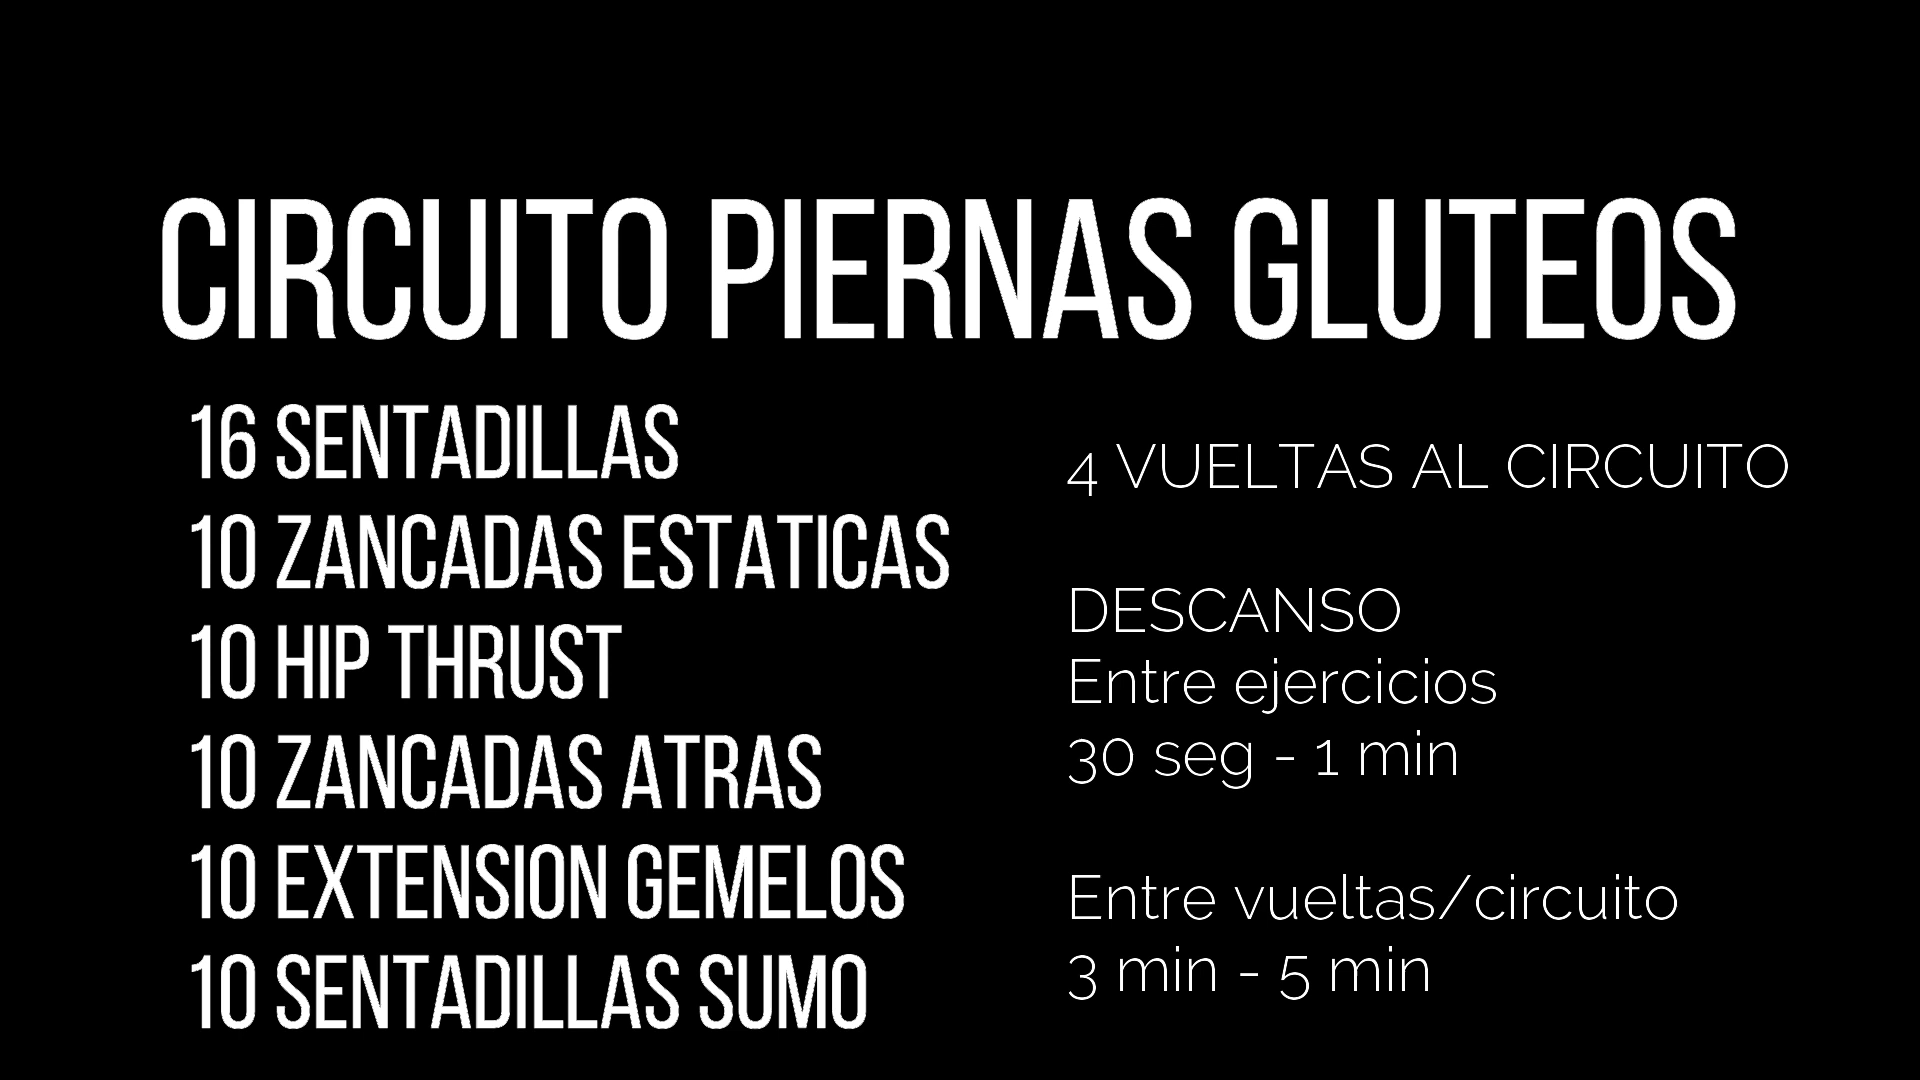 CIRCUITO PIERNAS GLUTEOS
16 SENTADILLAS
10 ZANCADAS ESTATICAS
10 HIP THRUST
10 ZANCADAS ATRAS
10 EXTENSION GEMELOS
10 SENTADILLAS SUMO
4 VUELTAS AL CIRCUITO
DESCANSO
Entre ejercicios
30 seg - 1 min
Entre vueltas/circuito
3 min - 5 min